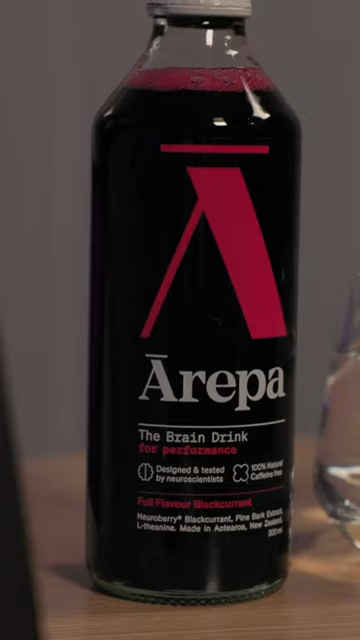 Ā
Ārepa
The Brain Drink
for performance
Designed & tested
by neuroscientists
100% Natural
Caffeine free
Full Flavour Blackcurrant
Neuroberry® Blackcurrant, Pine Bark Extract,
L-theanine. Made in Aotearoa, New Zealand.
300 ml